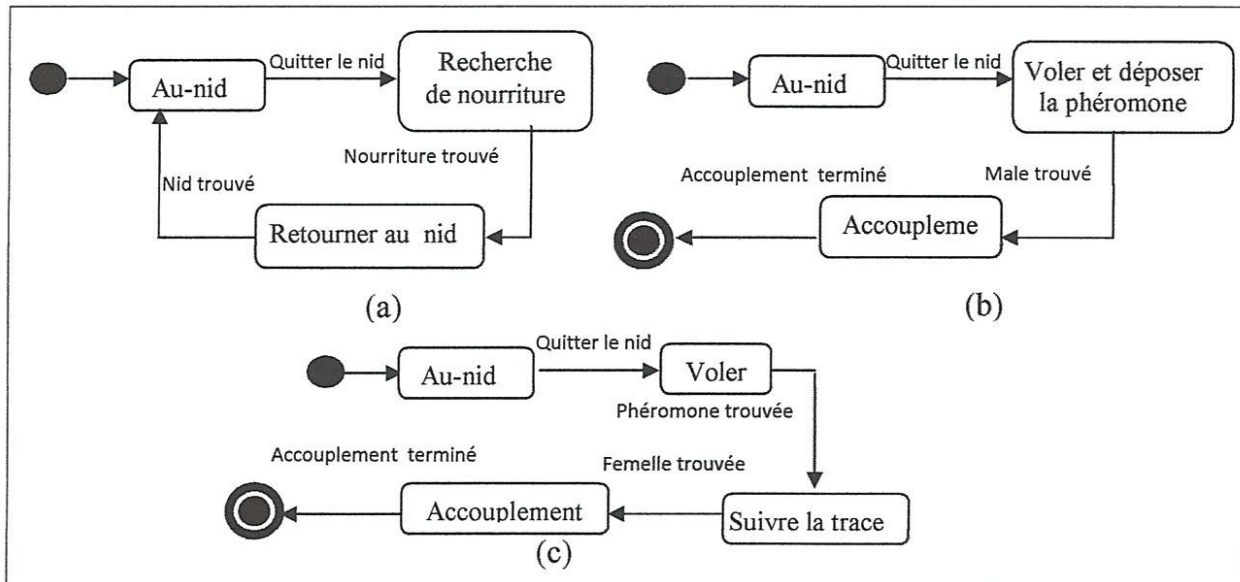 Quitter le nid
Au-nid
Recherche
de nourriture
Nourriture trouvé
Nid trouvé
Retourner au nid
(a)
Quitter le nid
Au-nid
Voler et déposer
la phéromone
Male trouvé
Accouplement terminé
Accoupleme
(b)
Quitter le nid
Au-nid
Voler
Phéromone trouvée
Accouplement terminé
Femelle trouvée
Accouplement
Suivre la trace
(c)